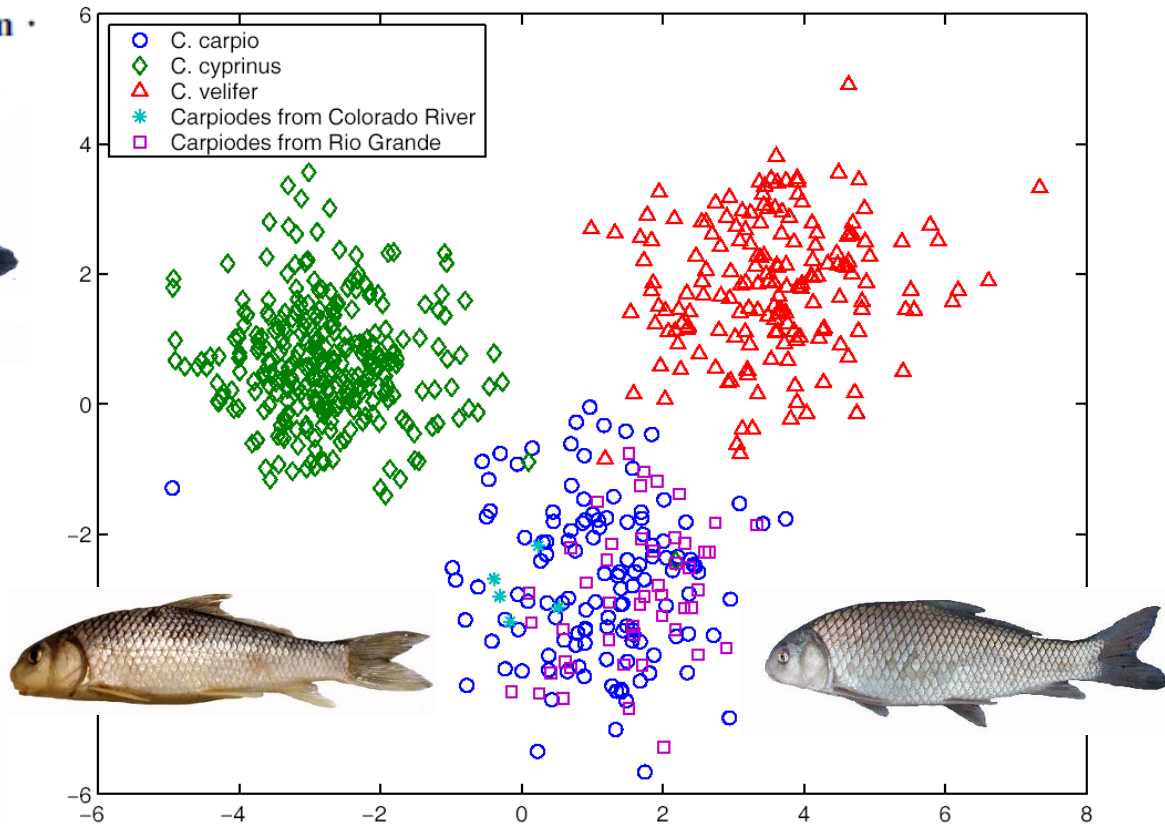 n .
6
C. carpio
C. cyprinus
C. velifer
Carpiodes from Colorado River
Carpiodes from Rio Grande
4
2
0
−2
−6
−6 −4 −2 0 2 4 6 8